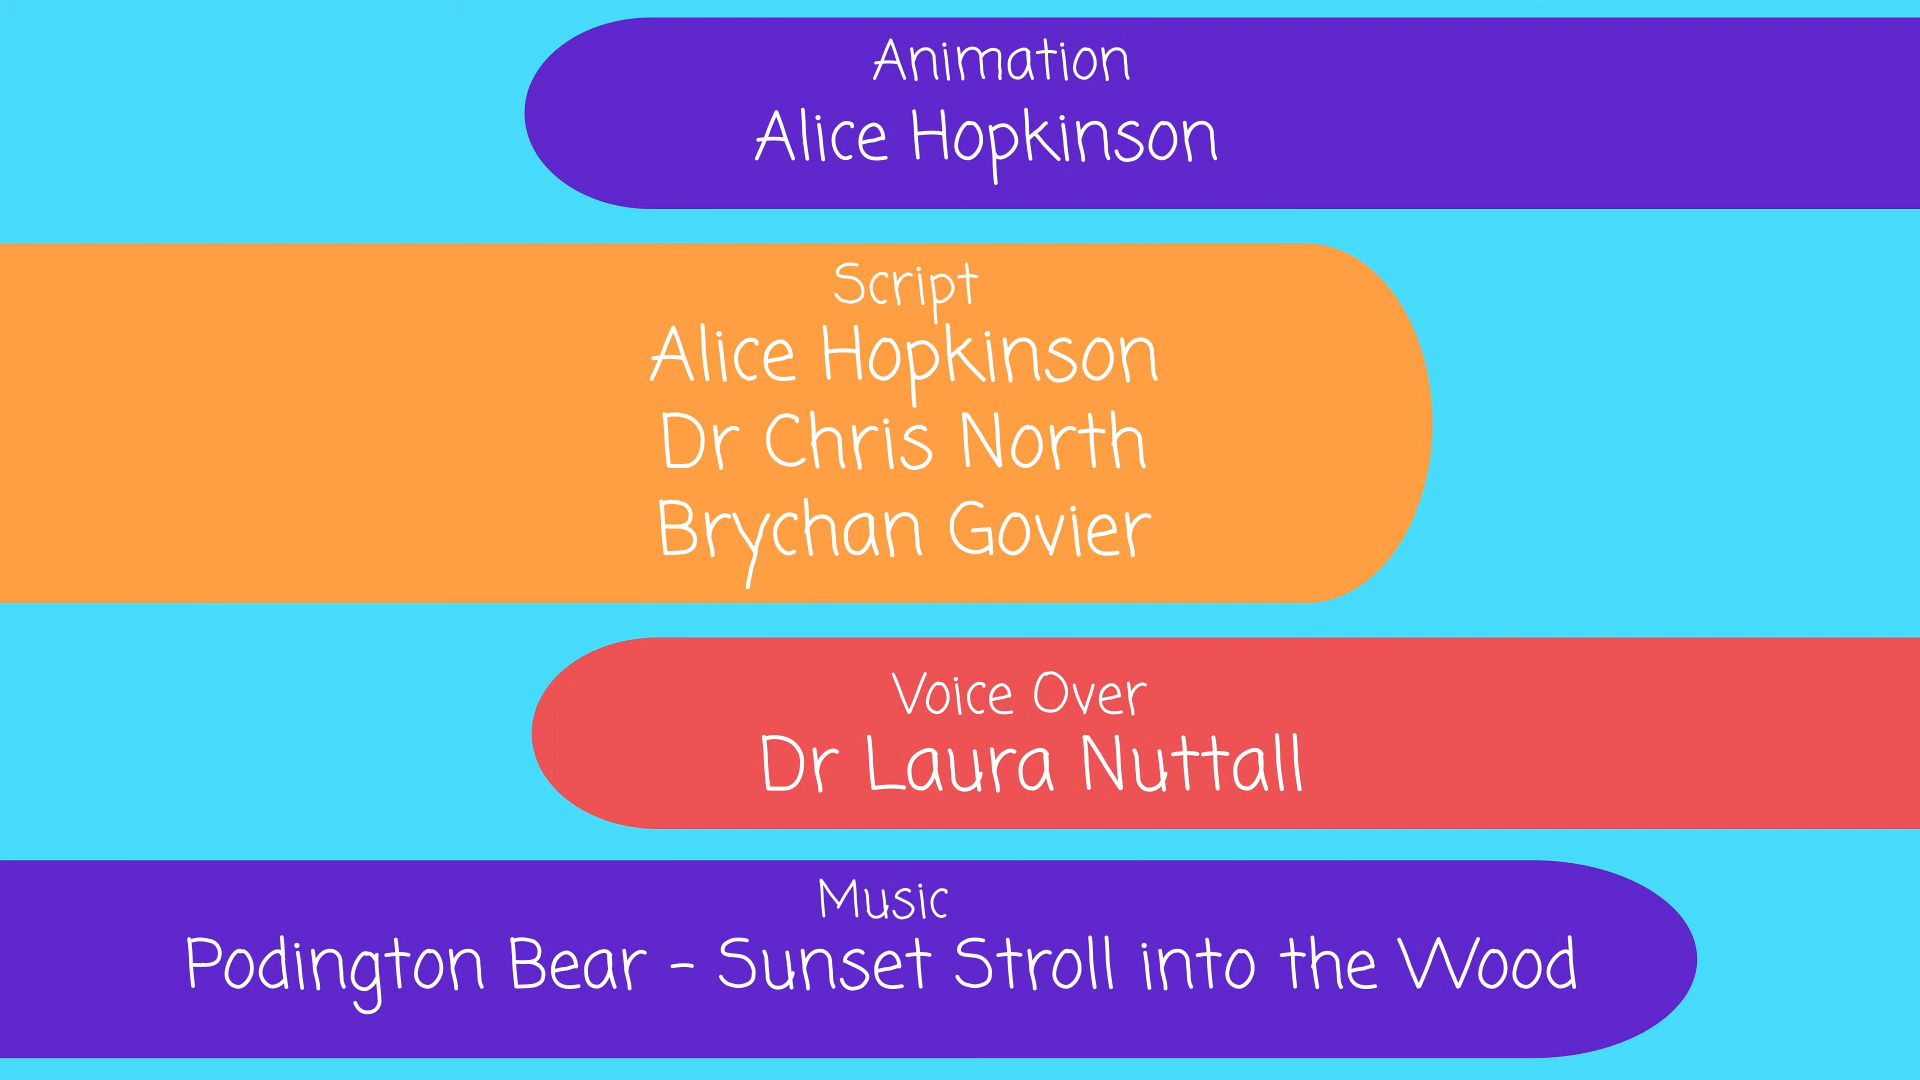 Animation
Alice Hopkinson
Script
Alice Hopkinson
Dr Chris North
Brychan Govier
Voice Over
Dr Laura Nuttall
Music
Podington Bear - Sunset Stroll into the Wood